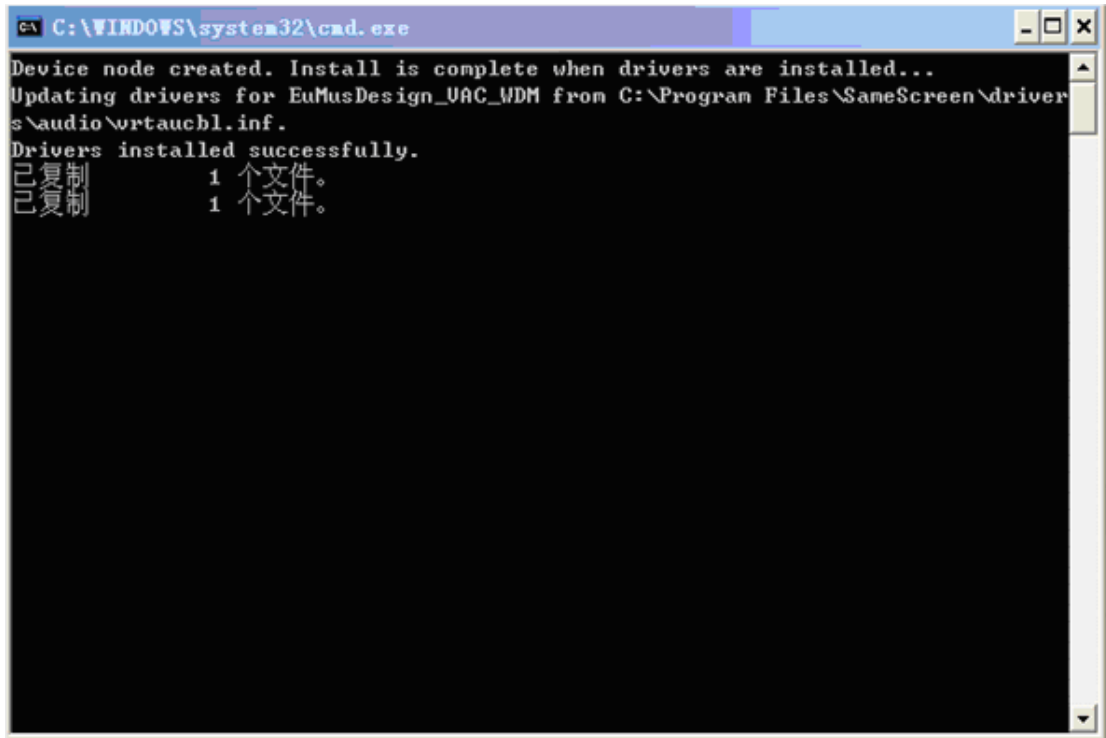 C:\WINDOWS\system32\cmd.exe
Device node created. Install is complete when drivers are installed...
Updating drivers for EuMusDesign_VAC_WDM from C:\Program Files\SameScreen\driver
s\audio\vrtaucbl.inf.
Drivers installed successfully.
已复制         1 个文件。
已复制         1 个文件。